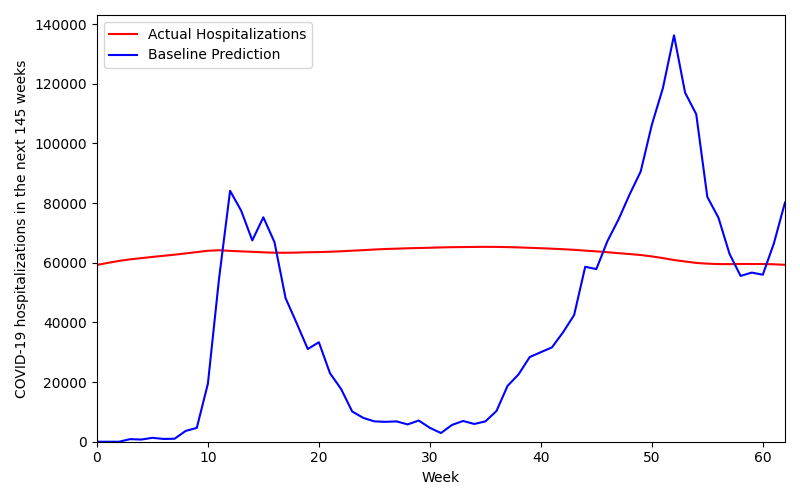 Actual Hospitalizations
Baseline Prediction
COVID-19 hospitalizations in the next 145 weeks
140000
120000
100000
80000
60000
40000
20000
0
0 10 20 30 40 50 60
Week